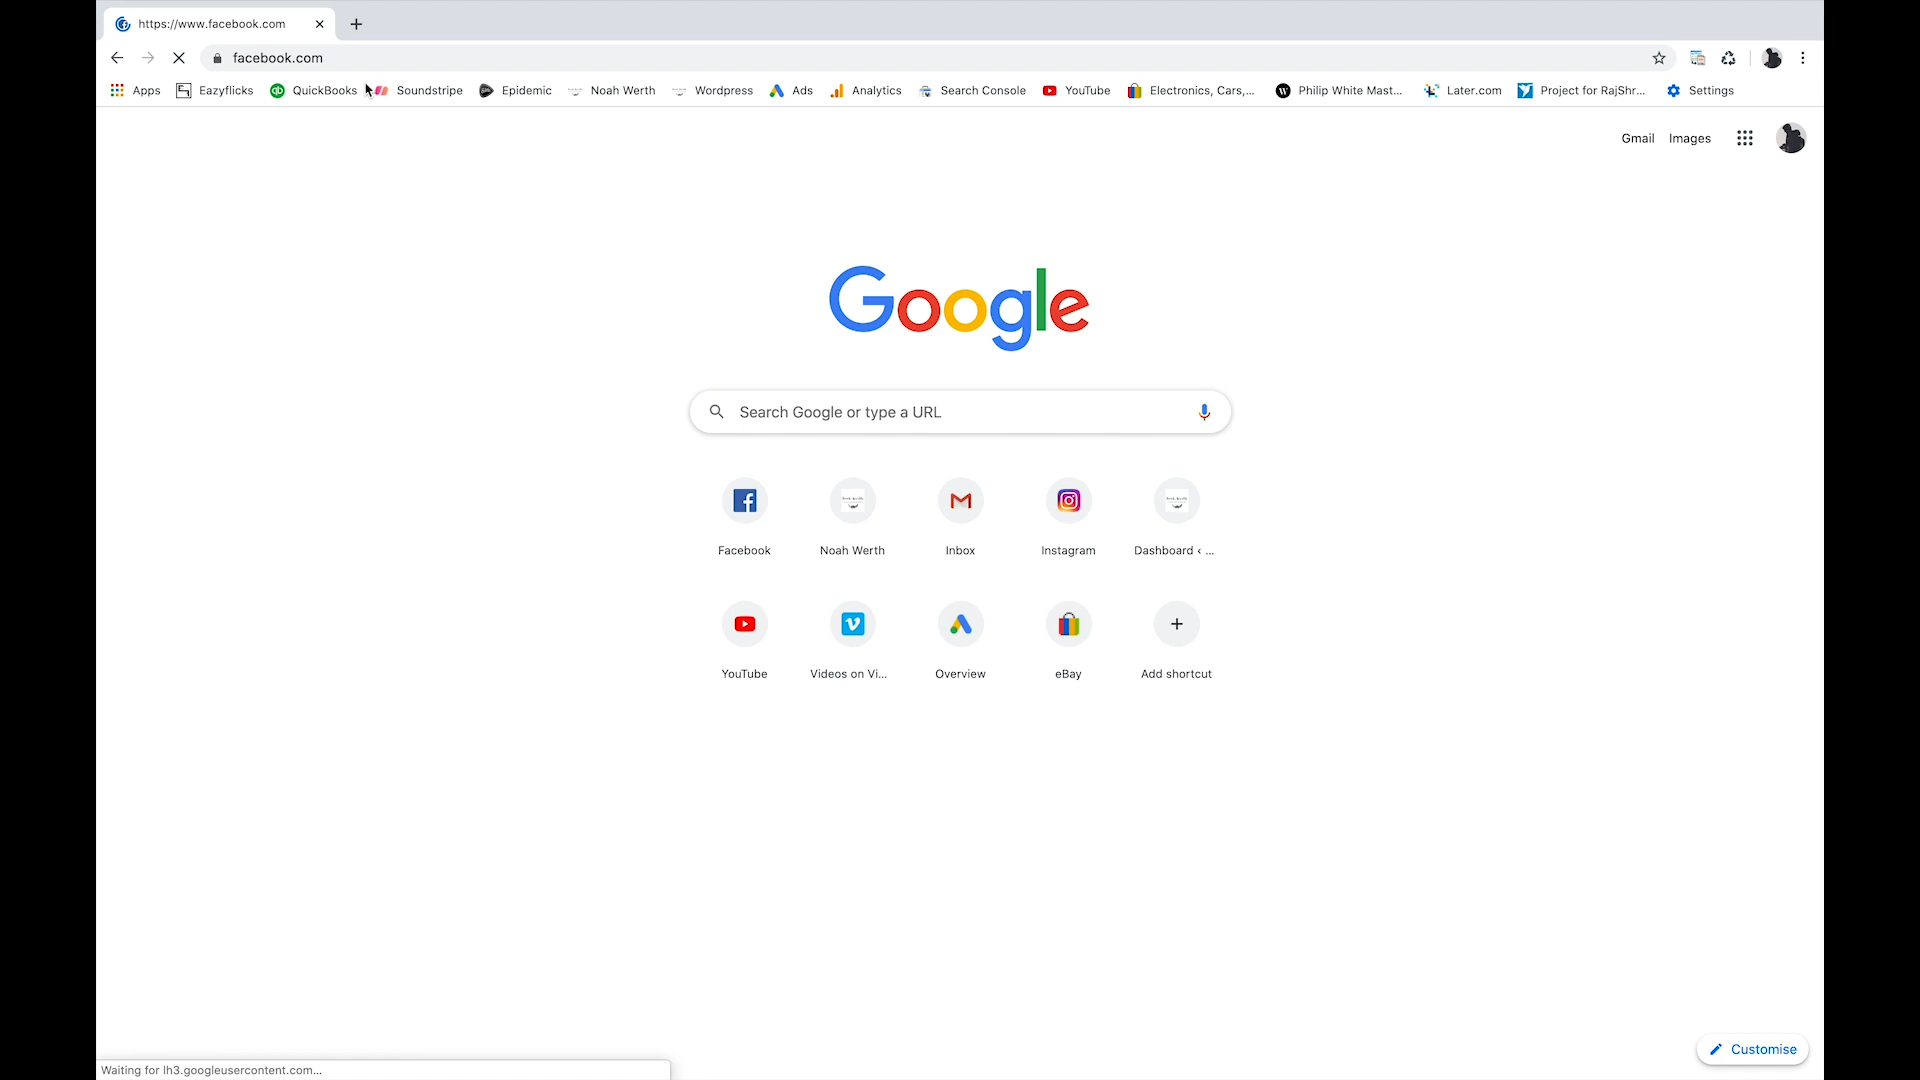 https://www.facebook.com
facebook.com
Apps Eazyflicks QuickBooks Soundstripe Epidemic Noah Werth Wordpress Ads Analytics Search Console YouTube Electronics, Cars,... Philip White Mast... Later.com Project for RajShr... Settings
Gmail Images
Google
Search Google or type a URL
Facebook Noah Werth Inbox Instagram Dashboard ‹ ...
YouTube Videos on Vi... Overview eBay Add shortcut
Customise
Waiting for lh3.googleusercontent.com...